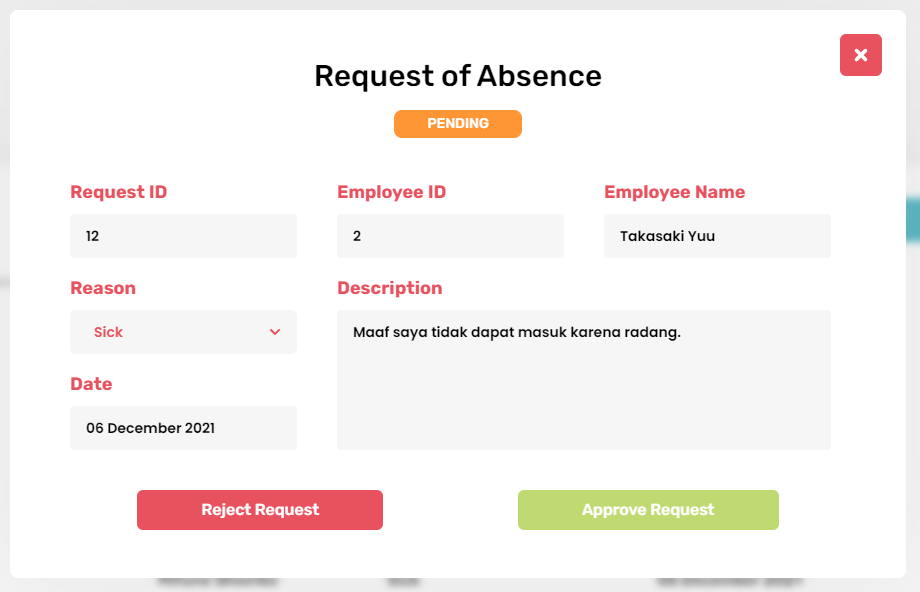 Request of Absence
PENDING
Request ID
Employee ID
Employee Name
12
2
Takasaki Yuu
Reason
Description
Sick
Maaf saya tidak dapat masuk karena radang.
Date
06 December 2021
Reject Request
Approve Request